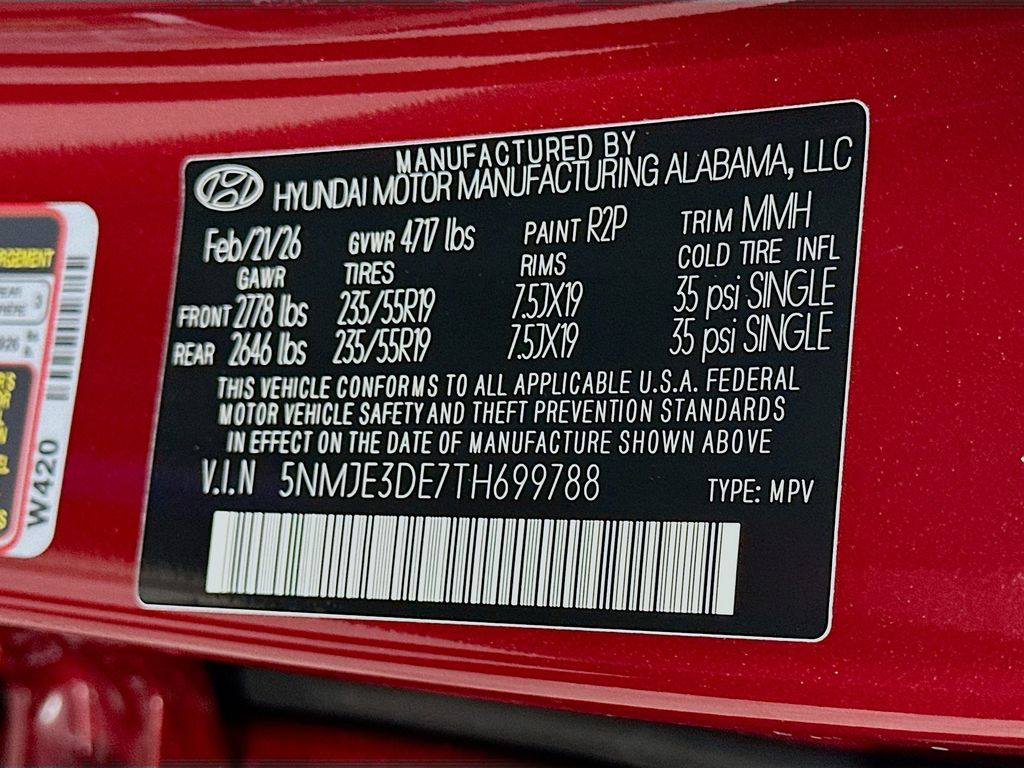 MANUFACTURED BY
HYUNDAI MOTOR MANUFACTURING ALABAMA, LLC
Feb/21/26 GVWR 4717 lbs PAINT R2P TRIM MMH
GAWR TIRES RIMS COLD TIRE INFL
FRONT 2778 lbs 235/55R19 7.5JX19 35 psi SINGLE
REAR 2646 lbs 235/55R19 7.5JX19 35 psi SINGLE
THIS VEHICLE CONFORMS TO ALL APPLICABLE U.S.A. FEDERAL
MOTOR VEHICLE SAFETY AND THEFT PREVENTION STANDARDS
IN EFFECT ON THE DATE OF MANUFACTURE SHOWN ABOVE
V.I.N 5NMJE3DE7TH699788 TYPE: MPV
W420